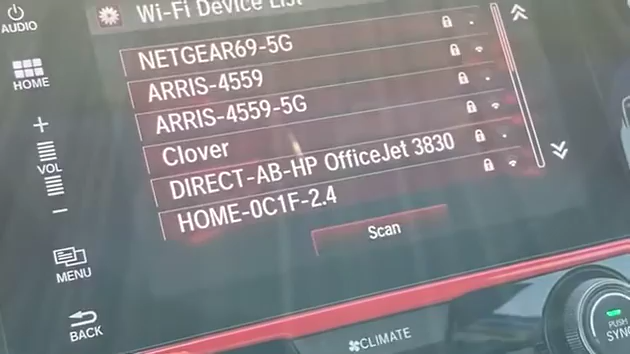 Wi-Fi Device List
AUDIO
NETGEAR69-5G
HOME
ARRIS-4559
ARRIS-4559-5G
Clover
VOL
DIRECT-AB-HP OfficeJet 3830
HOME-0C1F-2.4
Scan
MENU
BACK
CLIMATE
PUSH
SYNC